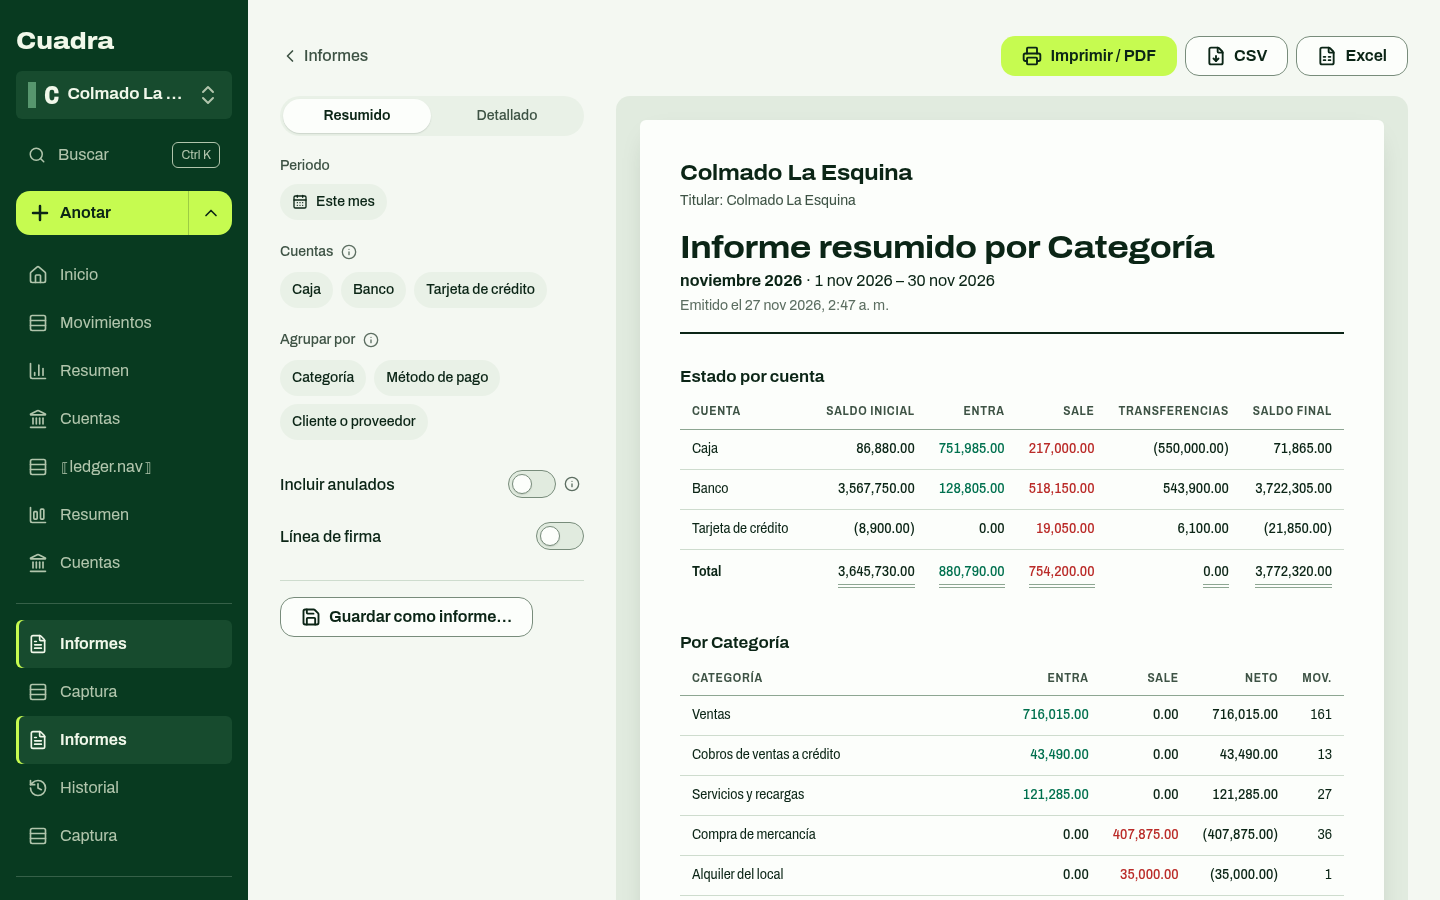 Cuadra
C Colmado La ...
Buscar
Ctrl K
Anotar
Inicio
Movimientos
Resumen
Cuentas
⟦ledger.nav⟧
Resumen
Cuentas
Informes
Captura
Informes
Historial
Captura
Informes
Imprimir / PDF
CSV
Excel
Resumido
Detallado
Periodo
Este mes
Cuentas
Caja
Banco
Tarjeta de crédito
Agrupar por
Categoría
Método de pago
Cliente o proveedor
Incluir anulados
Línea de firma
Guardar como informe...
Colmado La Esquina
Titular: Colmado La Esquina
Informe resumido por Categoría
noviembre 2026 · 1 nov 2026 – 30 nov 2026
Emitido el 27 nov 2026, 2:47 a. m.
Estado por cuenta
CUENTA SALDO INICIAL ENTRA SALE TRANSFERENCIAS SALDO FINAL
Caja 86,880.00 751,985.00 217,000.00 (550,000.00) 71,865.00
Banco 3,567,750.00 128,805.00 518,150.00 543,900.00 3,722,305.00
Tarjeta de crédito (8,900.00) 0.00 19,050.00 6,100.00 (21,850.00)
Total 3,645,730.00 880,790.00 754,200.00 0.00 3,772,320.00
Por Categoría
CATEGORÍA ENTRA SALE NETO MOV.
Ventas 716,015.00 0.00 716,015.00 161
Cobros de ventas a crédito 43,490.00 0.00 43,490.00 13
Servicios y recargas 121,285.00 0.00 121,285.00 27
Compra de mercancía 0.00 407,875.00 (407,875.00) 36
Alquiler del local 0.00 35,000.00 (35,000.00) 1